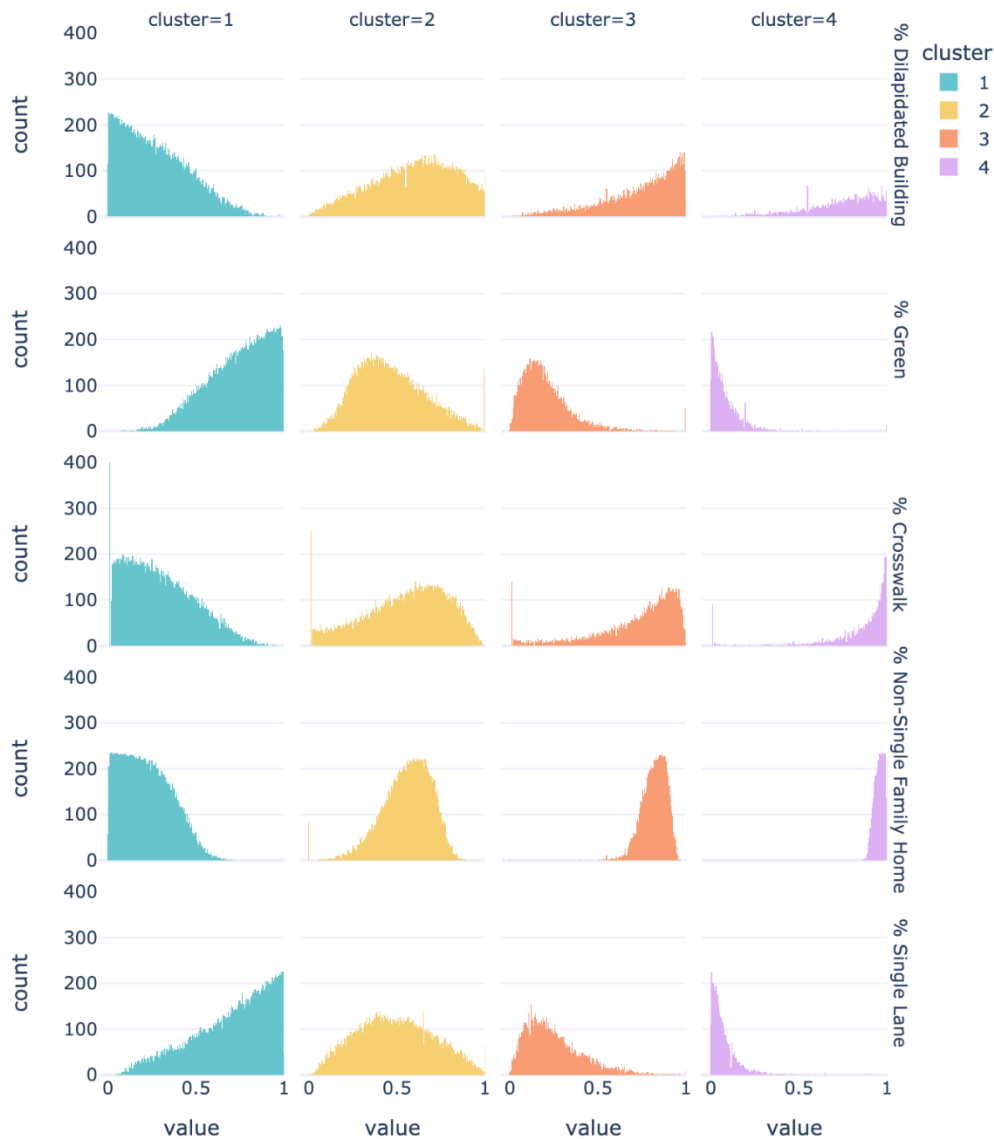 cluster=1 cluster=2 cluster=3 cluster=4
cluster
1
2
3
4
400
300
200
100
0
count
% Dilapidated Building
400
300
200
100
0
count
% Green
400
300
200
100
0
count
% Crosswalk
400
300
200
100
0
count
% Non-Single Family Home
400
300
200
100
0
count
% Single Lane
0 0.5 1 0 0.5 1 0 0.5 1 0 0.5 1
value value value value